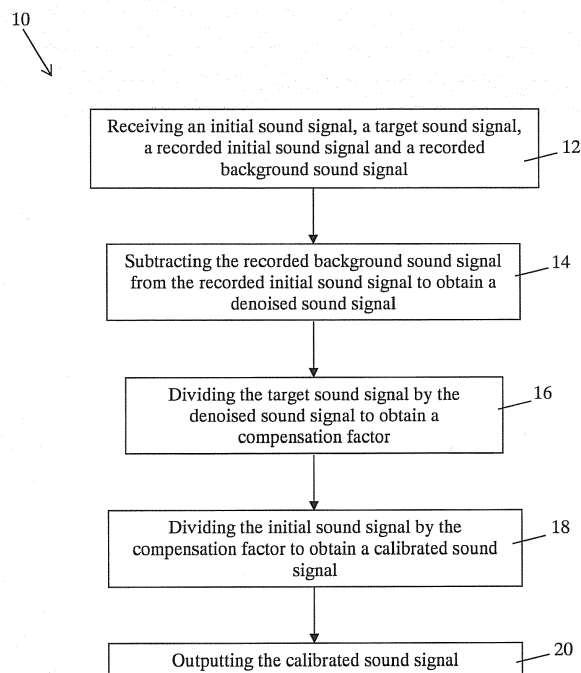 10
Receiving an initial sound signal, a target sound signal,
a recorded initial sound signal and a recorded
background sound signal
12
Subtracting the recorded background sound signal
from the recorded initial sound signal to obtain a
denoised sound signal
14
Dividing the target sound signal by the
denoised sound signal to obtain a
compensation factor
16
Dividing the initial sound signal by the
compensation factor to obtain a calibrated sound
signal
18
Outputting the calibrated sound signal
20